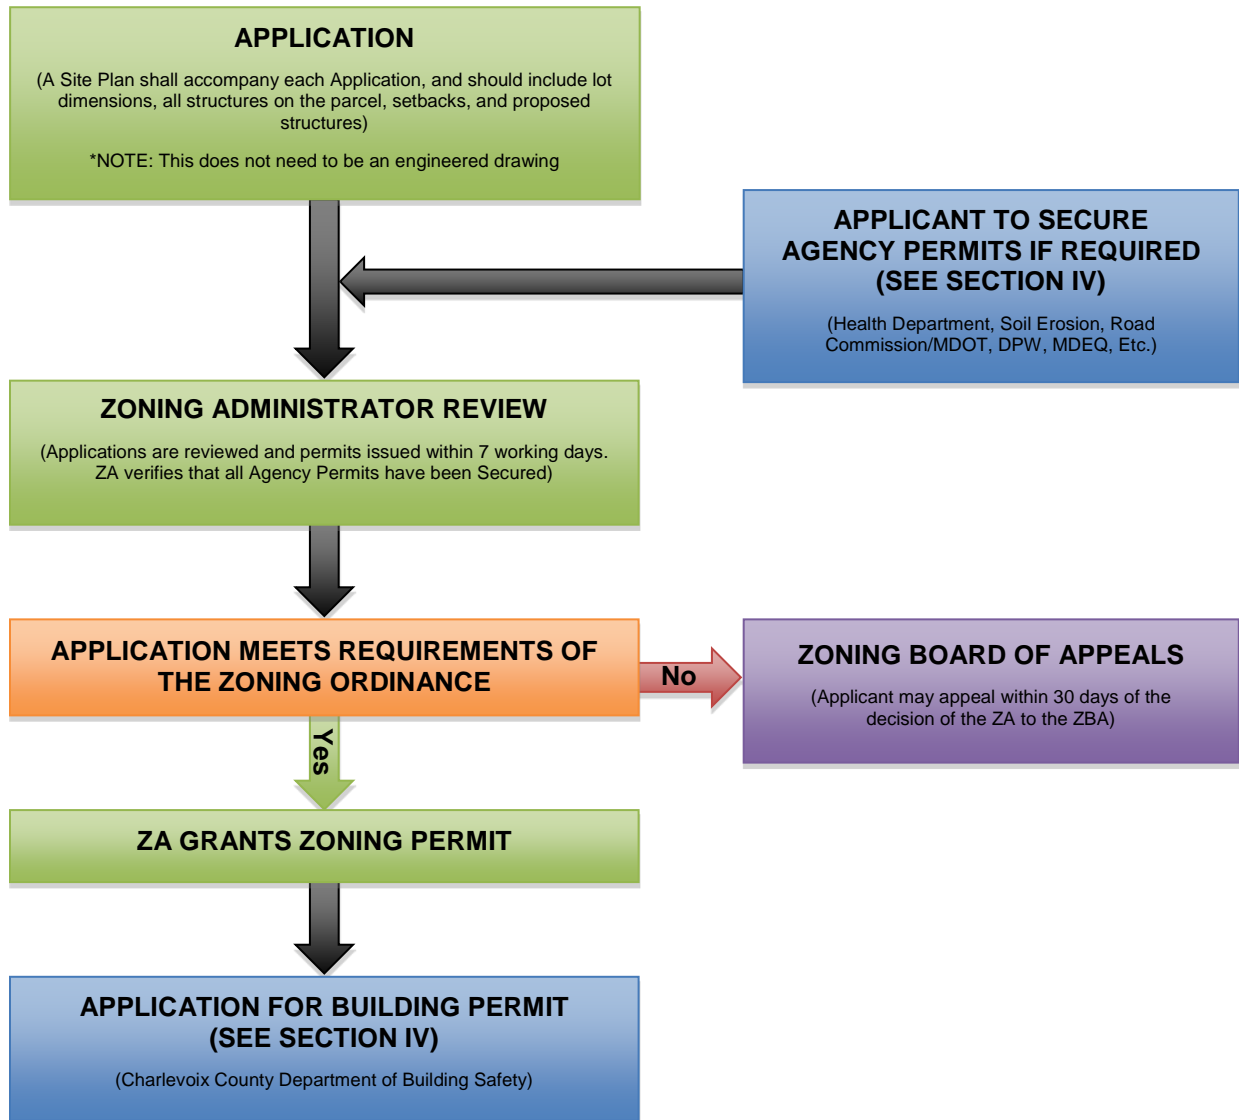 APPLICATION
(A Site Plan shall accompany each Application, and should include lot
dimensions, all structures on the parcel, setbacks, and proposed
structures)
*NOTE: This does not need to be an engineered drawing
APPLICANT TO SECURE
AGENCY PERMITS IF REQUIRED
(SEE SECTION IV)
(Health Department, Soil Erosion, Road
Commission/MDOT, DPW, MDEQ, Etc.)
ZONING ADMINISTRATOR REVIEW
(Applications are reviewed and permits issued within 7 working days.
ZA verifies that all Agency Permits have been Secured)
APPLICATION MEETS REQUIREMENTS OF
THE ZONING ORDINANCE
No
ZONING BOARD OF APPEALS
(Applicant may appeal within 30 days of the
decision of the ZA to the ZBA)
Yes
ZA GRANTS ZONING PERMIT
APPLICATION FOR BUILDING PERMIT
(SEE SECTION IV)
(Charlevoix County Department of Building Safety)